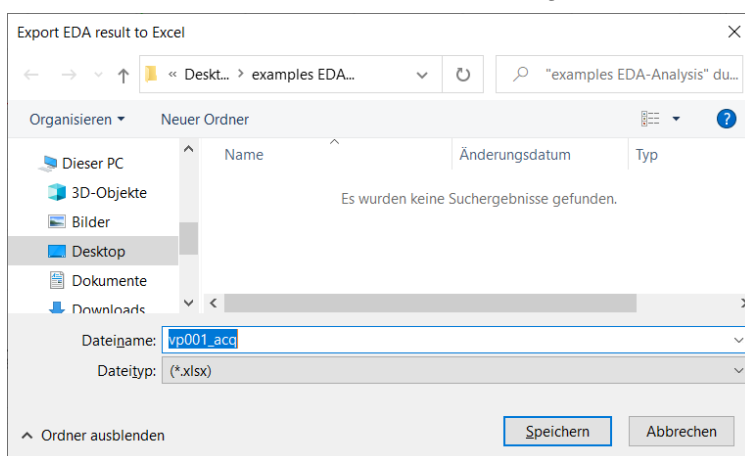 Export EDA result to Excel
« Deskt... › examples EDA... "examples EDA-Analysis" du...
Organisieren Neuer Ordner
Name Änderungsdatum Typ
Es wurden keine Suchergebnisse gefunden.
Dieser PC
3D-Objekte
Bilder
Desktop
Dokumente
Downloads
Dateiname: vp001_acq
Dateityp: (*.xlsx)
Ordner ausblenden Speichern Abbrechen